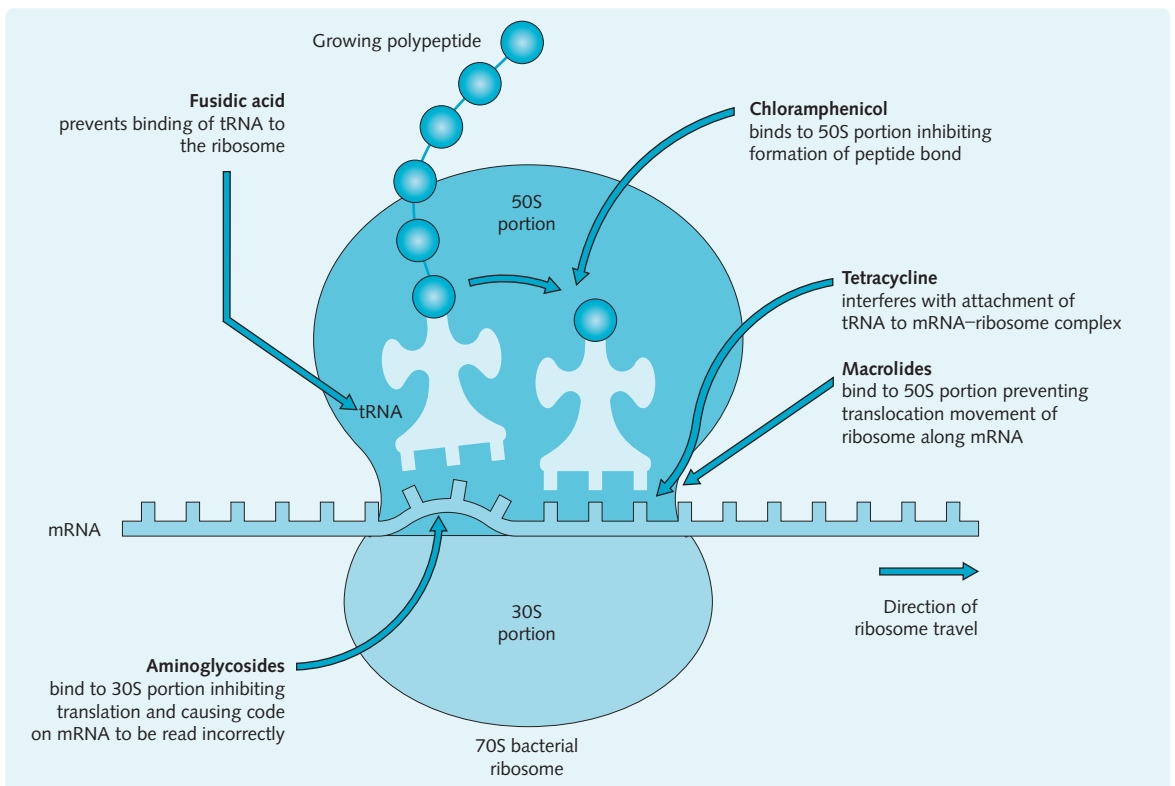 Growing polypeptide
Fusidic acid
prevents binding of tRNA to
the ribosome
Chloramphenicol
binds to 50S portion inhibiting
formation of peptide bond
50S
portion
Tetracycline
interferes with attachment of
tRNA to mRNA–ribosome complex
Macrolides
bind to 50S portion preventing
translocation movement of
ribosome along mRNA
tRNA
mRNA
30S
portion
Direction of
ribosome travel
Aminoglycosides
bind to 30S portion inhibiting
translation and causing code
on mRNA to be read incorrectly
70S bacterial
ribosome